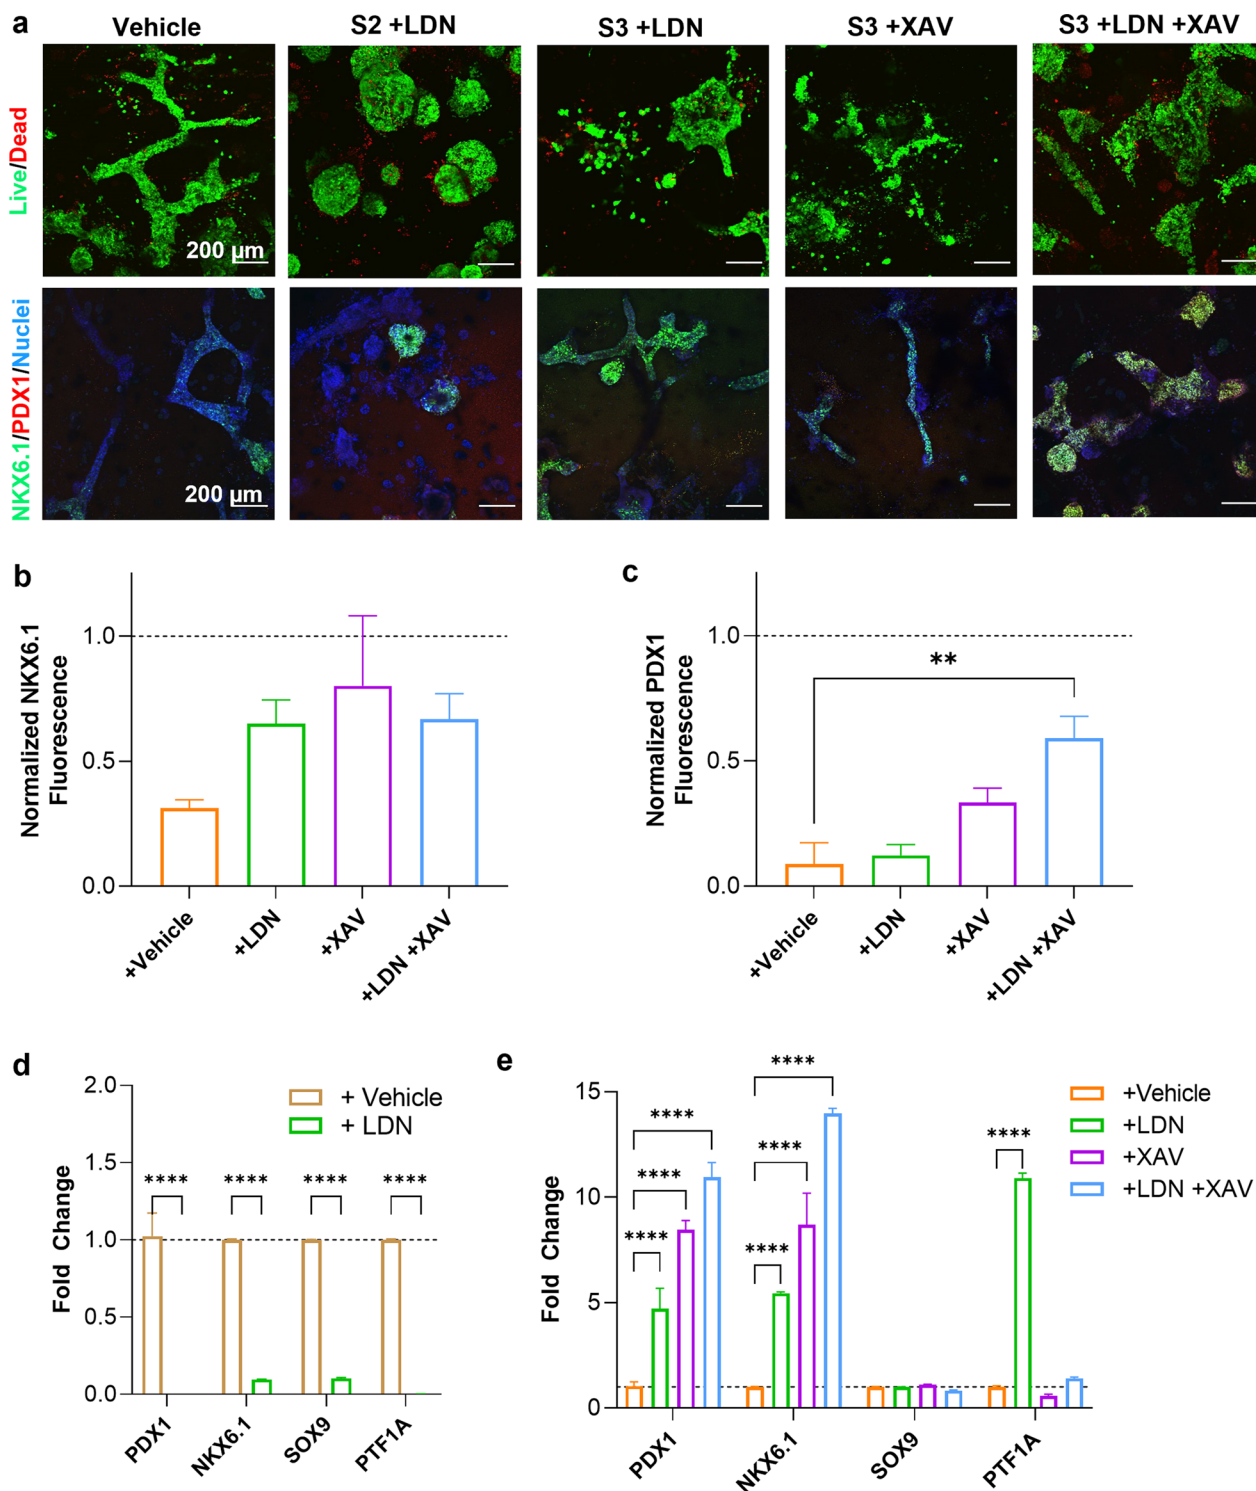 a
Vehicle
S2 +LDN
S3 +LDN
S3 +XAV
S3 +LDN +XAV
Live/Dead
200 µm
NKX6.1/PDX1/Nuclei
200 µm
b
Normalized NKX6.1
Fluorescence
1.0
0.5
0.0
+Vehicle
+LDN
+XAV
+LDN +XAV
c
Normalized PDX1
Fluorescence
1.0
0.5
0.0
**
+Vehicle
+LDN
+XAV
+LDN +XAV
d
Fold Change
2.0
1.5
1.0
0.5
0.0
+ Vehicle
+ LDN
**** **** **** ****
PDX1
NKX6.1
SOX9
PTF1A
e
Fold Change
15
10
5
0
****
****
****
****
****
****
****
+Vehicle
+LDN
+XAV
+LDN +XAV
PDX1
NKX6.1
SOX9
PTF1A